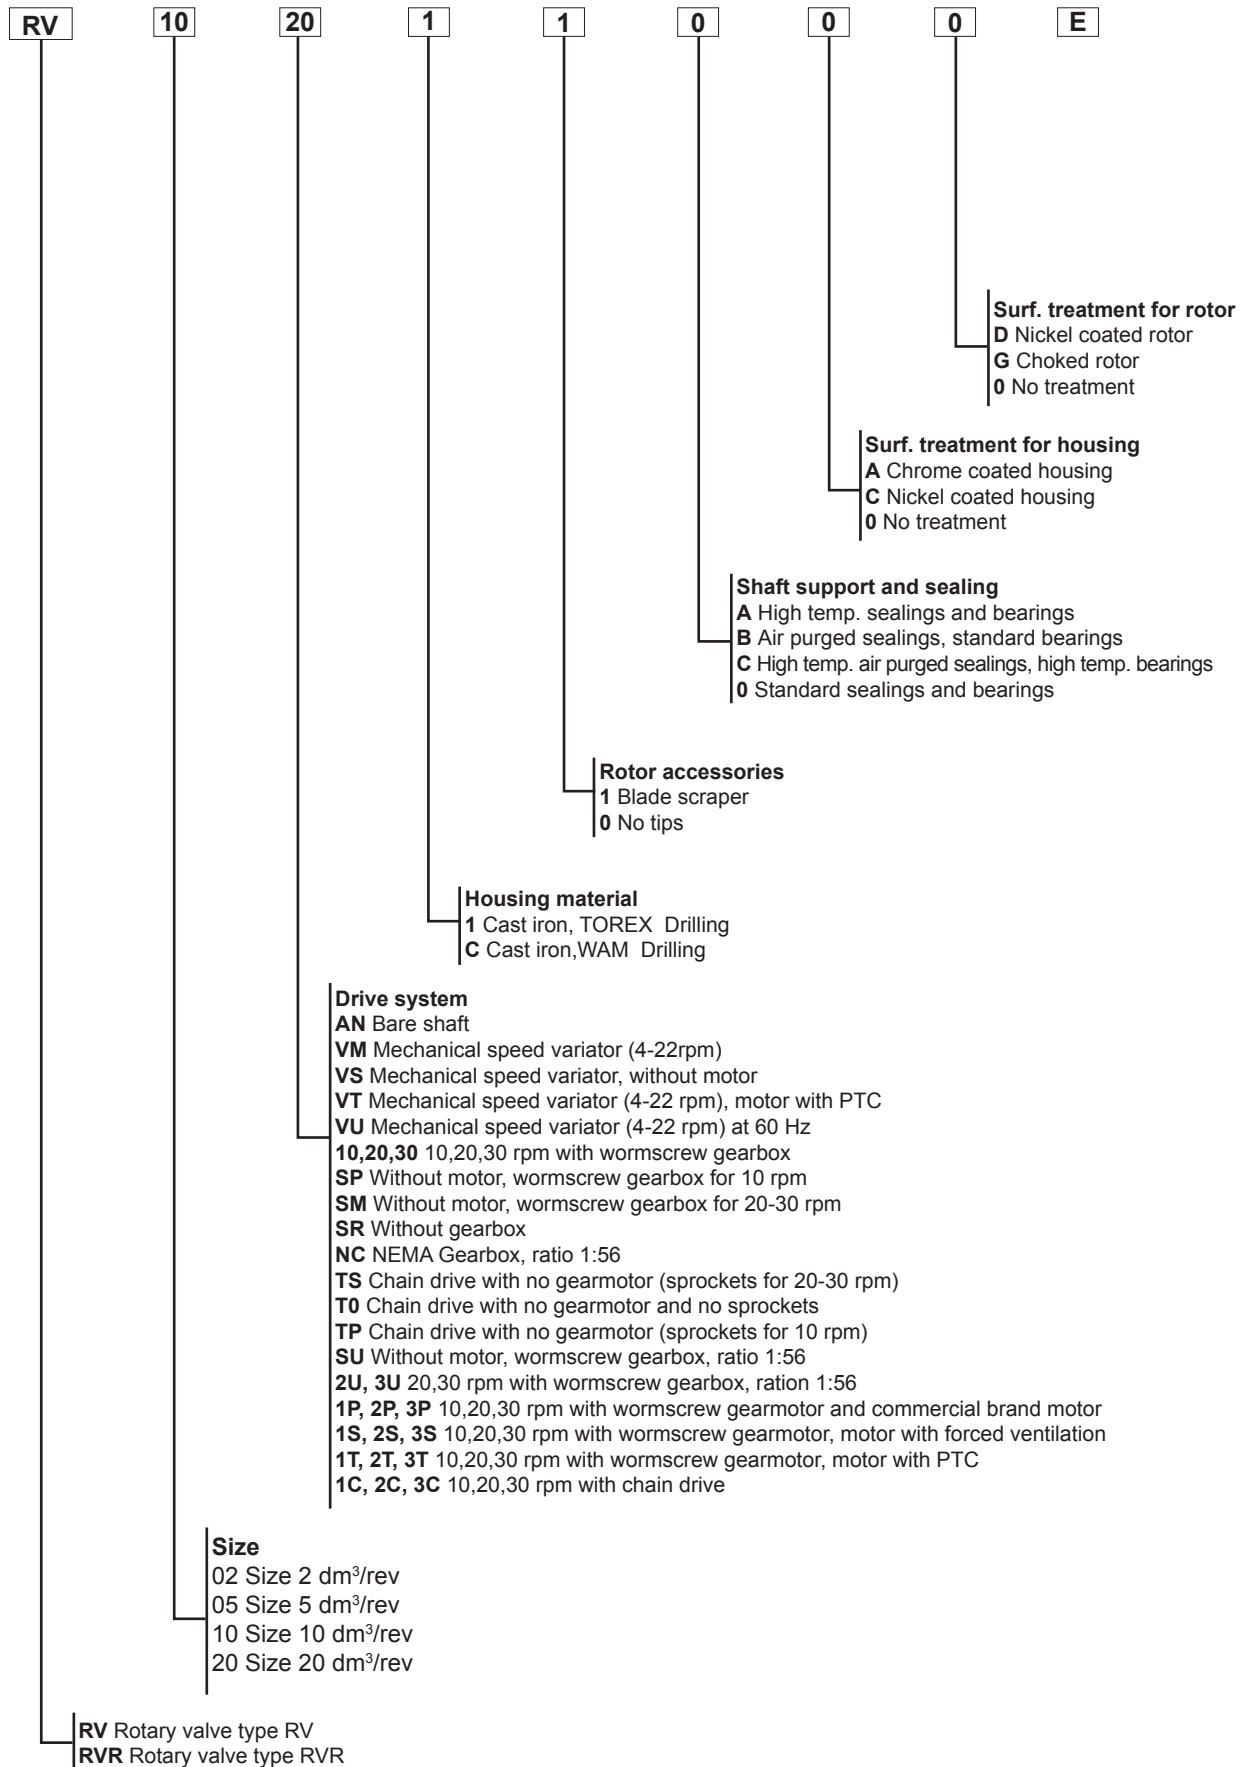 RV 10 20 1 1 0 0 0 E
Surf. treatment for rotor
D Nickel coated rotor
G Choked rotor
0 No treatment
Surf. treatment for housing
A Chrome coated housing
C Nickel coated housing
0 No treatment
Shaft support and sealing
A High temp. sealings and bearings
B Air purged sealings, standard bearings
C High temp. air purged sealings, high temp. bearings
0 Standard sealings and bearings
Rotor accessories
1 Blade scraper
0 No tips
Housing material
1 Cast iron, TOREX Drilling
C Cast iron,WAM Drilling
Drive system
AN Bare shaft
VM Mechanical speed variator (4-22rpm)
VS Mechanical speed variator, without motor
VT Mechanical speed variator (4-22 rpm), motor with PTC
VU Mechanical speed variator (4-22 rpm) at 60 Hz
10,20,30 10,20,30 rpm with wormscrew gearbox
SP Without motor, wormscrew gearbox for 10 rpm
SM Without motor, wormscrew gearbox for 20-30 rpm
SR Without gearbox
NC NEMA Gearbox, ratio 1:56
TS Chain drive with no gearmotor (sprockets for 20-30 rpm)
T0 Chain drive with no gearmotor and no sprockets
TP Chain drive with no gearmotor (sprockets for 10 rpm)
SU Without motor, wormscrew gearbox, ratio 1:56
2U, 3U 20,30 rpm with wormscrew gearbox, ration 1:56
1P, 2P, 3P 10,20,30 rpm with wormscrew gearmotor and commercial brand motor
1S, 2S, 3S 10,20,30 rpm with wormscrew gearmotor, motor with forced ventilation
1T, 2T, 3T 10,20,30 rpm with wormscrew gearmotor, motor with PTC
1C, 2C, 3C 10,20,30 rpm with chain drive
Size
02 Size 2 dm³/rev
05 Size 5 dm³/rev
10 Size 10 dm³/rev
20 Size 20 dm³/rev
RV Rotary valve type RV
RVR Rotary valve type RVR